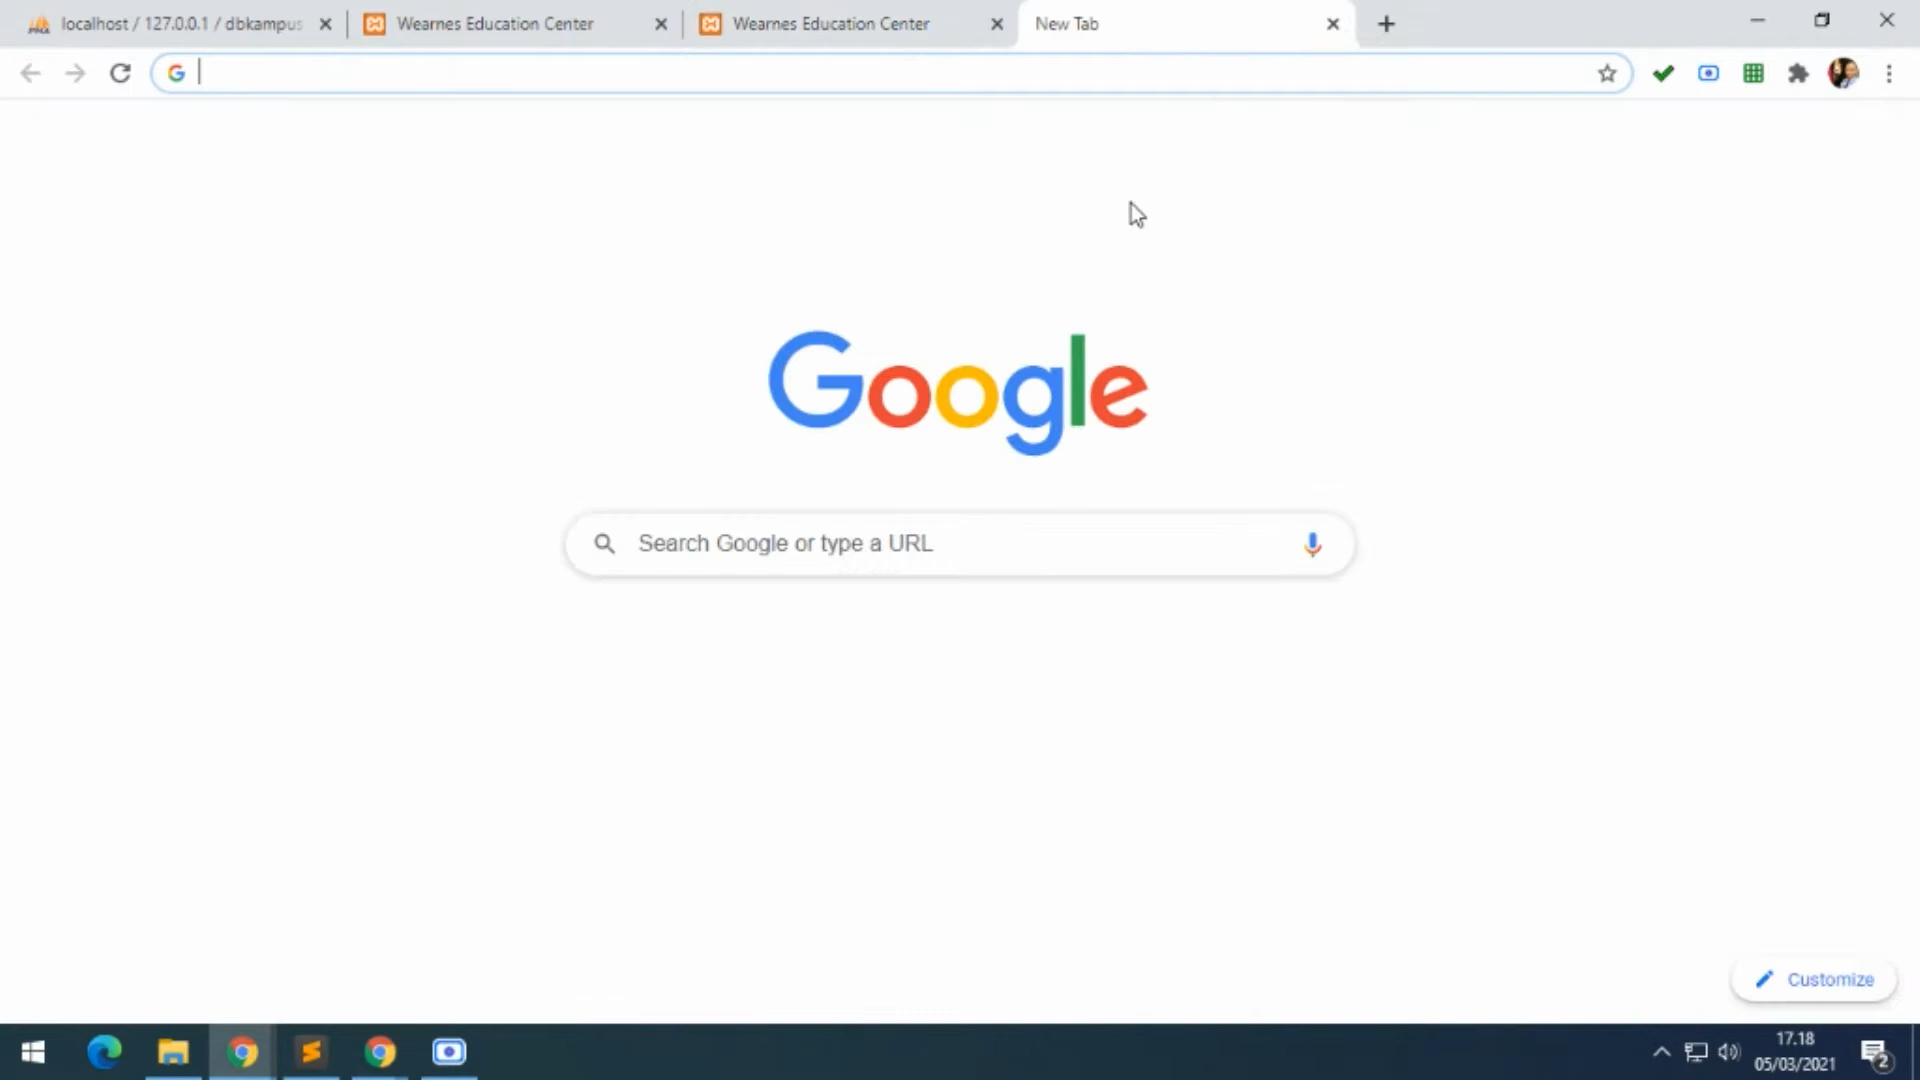 localhost / 127.0.0.1 / dbkampus
Wearnes Education Center
Wearnes Education Center
New Tab
Google
Search Google or type a URL
Customize
17.18
05/03/2021
2